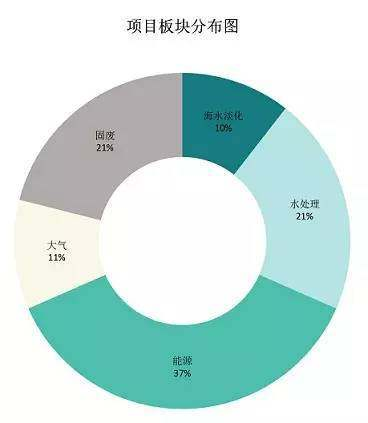 项目板块分布图
海水淡化
10%
水处理
21%
能源
37%
大气
11%
固废
21%